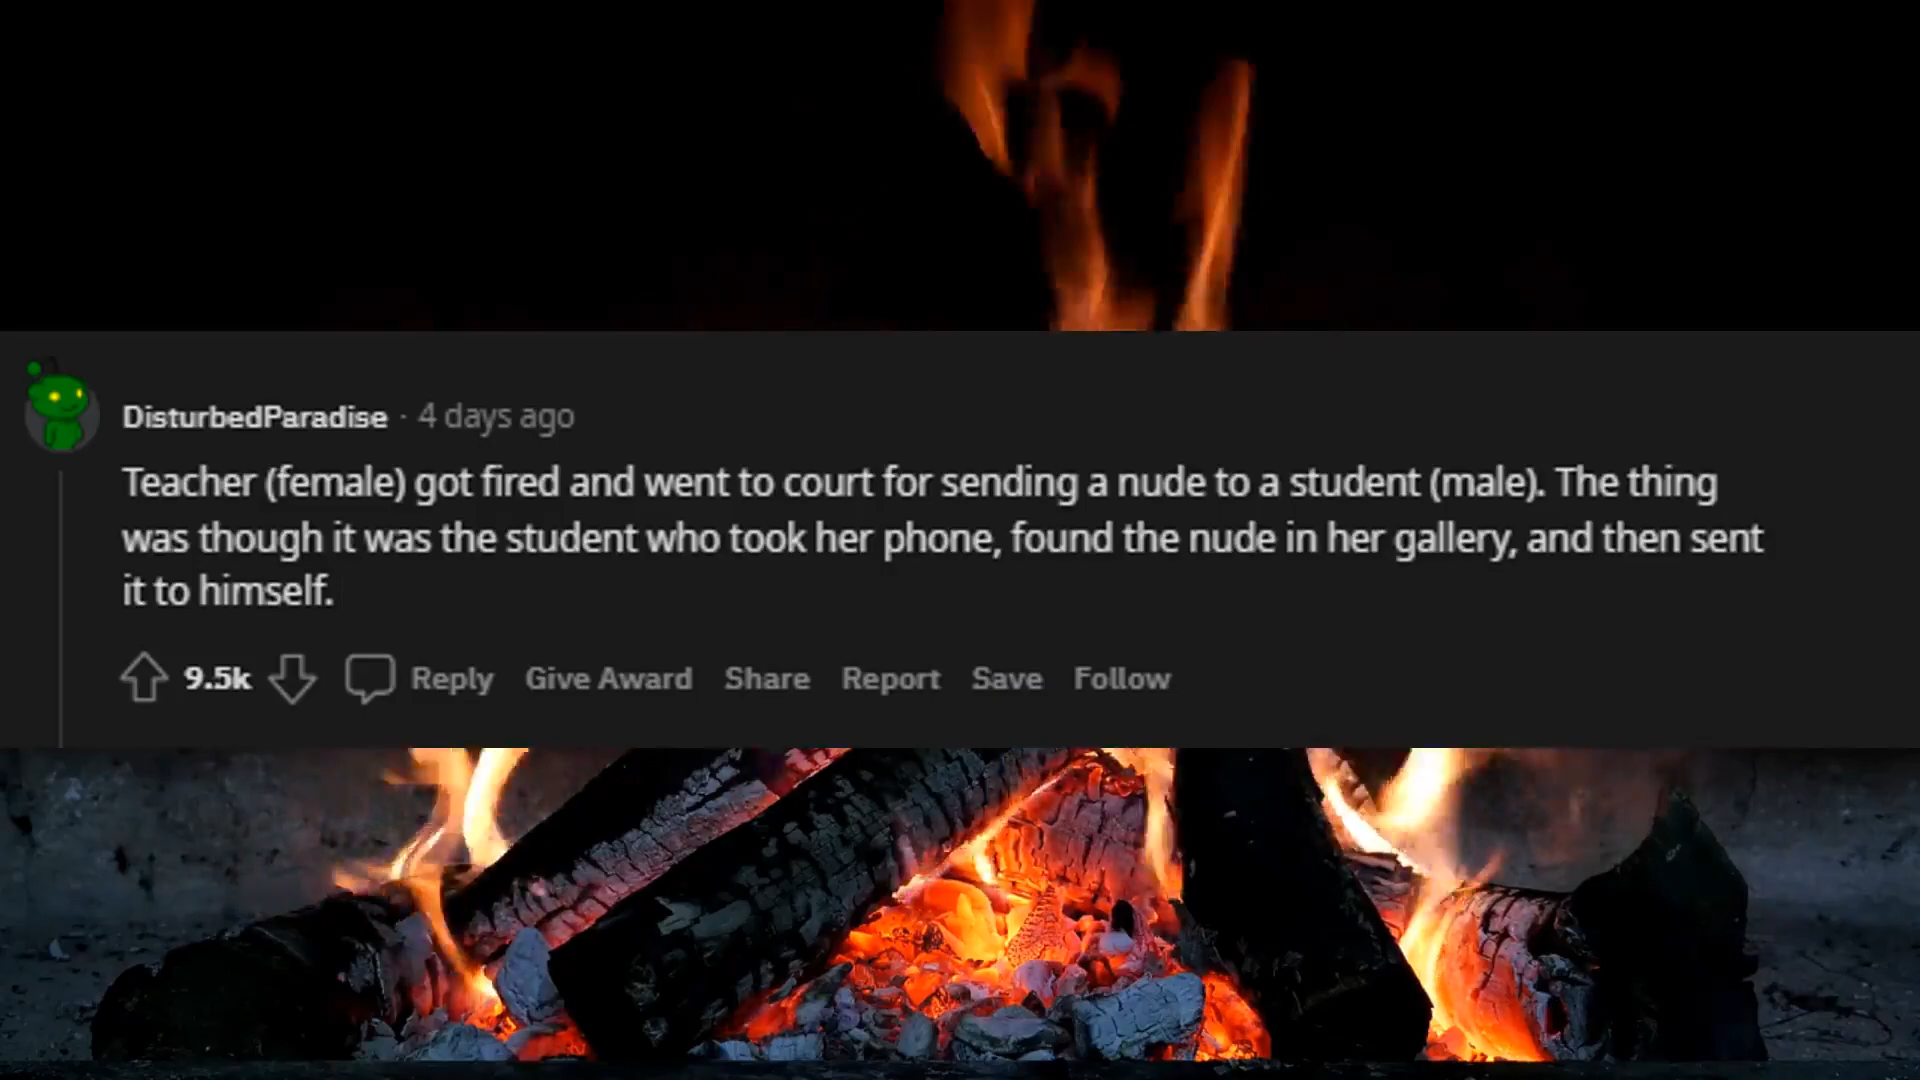 DisturbedParadise · 4 days ago
Teacher (female) got fired and went to court for sending a nude to a student (male). The thing
was though it was the student who took her phone, found the nude in her gallery, and then sent
it to himself.
9.5k Reply Give Award Share Report Save Follow